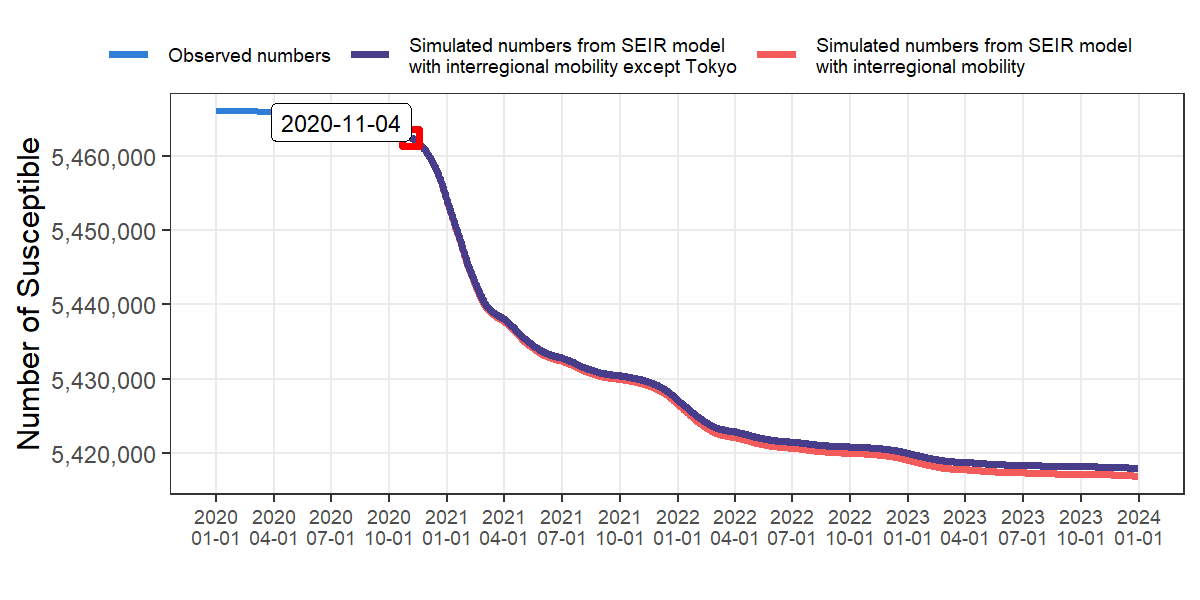 Observed numbers
Simulated numbers from SEIR model
with interregional mobility except Tokyo
Simulated numbers from SEIR model
with interregional mobility
2020-11-04
Number of Susceptible
5,460,000
5,450,000
5,440,000
5,430,000
5,420,000
2020 2020 2020 2020 2021 2021 2021 2021 2022 2022 2022 2022 2023 2023 2023 2023 2024
01-01 04-01 07-01 10-01 01-01 04-01 07-01 10-01 01-01 04-01 07-01 10-01 01-01 04-01 07-01 10-01 01-01